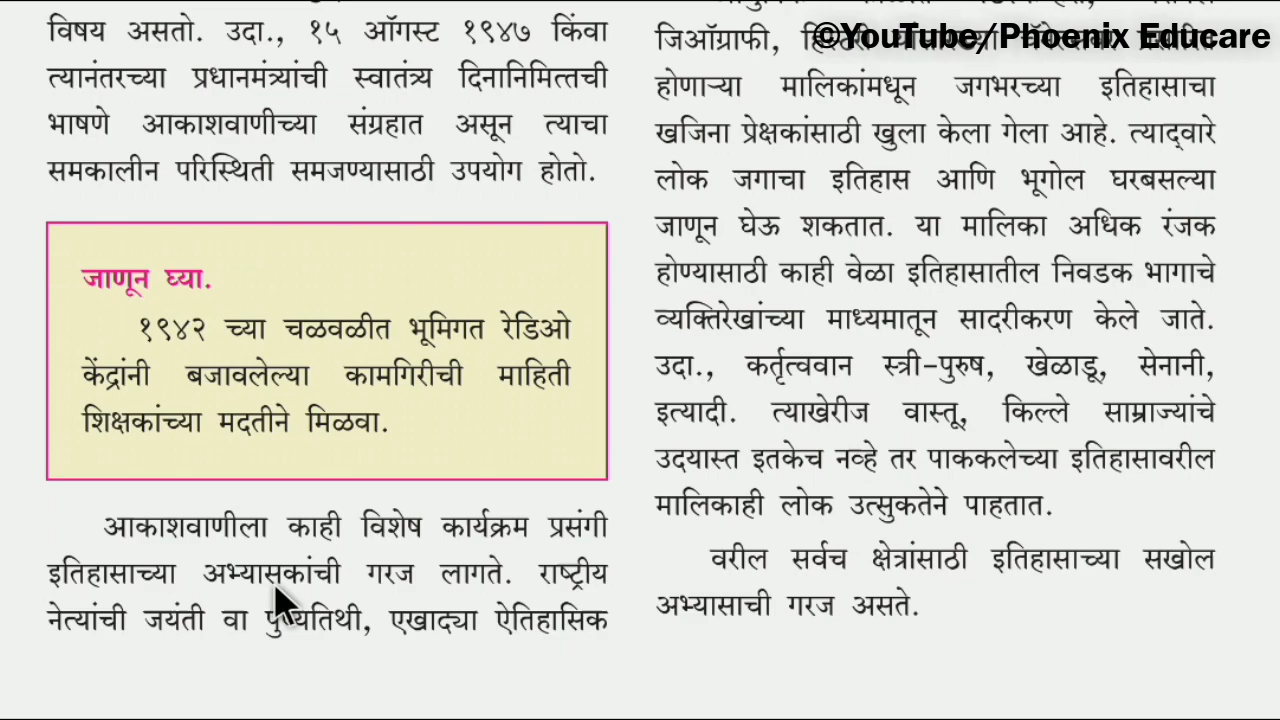 विषय असतो. उदा., १५ ऑगस्ट १९४७ किंवा
त्यानंतरच्या प्रधानमंत्र्यांची स्वातंत्र्य दिनानिमित्तची
भाषणे आकाशवाणीच्या संग्रहात असून त्याचा
समकालीन परिस्थिती समजण्यासाठी उपयोग होतो.
जाणून घ्या.
१९४२ च्या चळवळीत भूमिगत रेडिओ
केंद्रांनी बजावलेल्या कामगिरीची माहिती
शिक्षकांच्या मदतीने मिळवा.
आकाशवाणीला काही विशेष कार्यक्रम प्रसंगी
इतिहासाच्या अभ्यासकांची गरज लागते. राष्ट्रीय
नेत्यांची जयंती वा पुण्यतिथी, एखाद्या ऐतिहासिक
©YouTube/Phoenix Educare
जिऑग्राफी,
होणाऱ्या मालिकांमधून जगभरच्या इतिहासाचा
खजिना प्रेक्षकांसाठी खुला केला गेला आहे. त्याद्वारे
लोक जगाचा इतिहास आणि भूगोल घरबसल्या
जाणून घेऊ शकतात. या मालिका अधिक रंजक
होण्यासाठी काही वेळा इतिहासातील निवडक भागाचे
व्यक्तिरेखांच्या माध्यमातून सादरीकरण केले जाते.
उदा., कर्तृत्ववान स्त्री-पुरुष, खेळाडू, सेनानी,
इत्यादी. त्याखेरीज वास्तू, किल्ले साम्राज्यांचे
उदयास्त इतकेच नव्हे तर पाककलेच्या इतिहासावरील
मालिकाही लोक उत्सुकतेने पाहतात.
वरील सर्वच क्षेत्रांसाठी इतिहासाच्या सखोल
अभ्यासाची गरज असते.